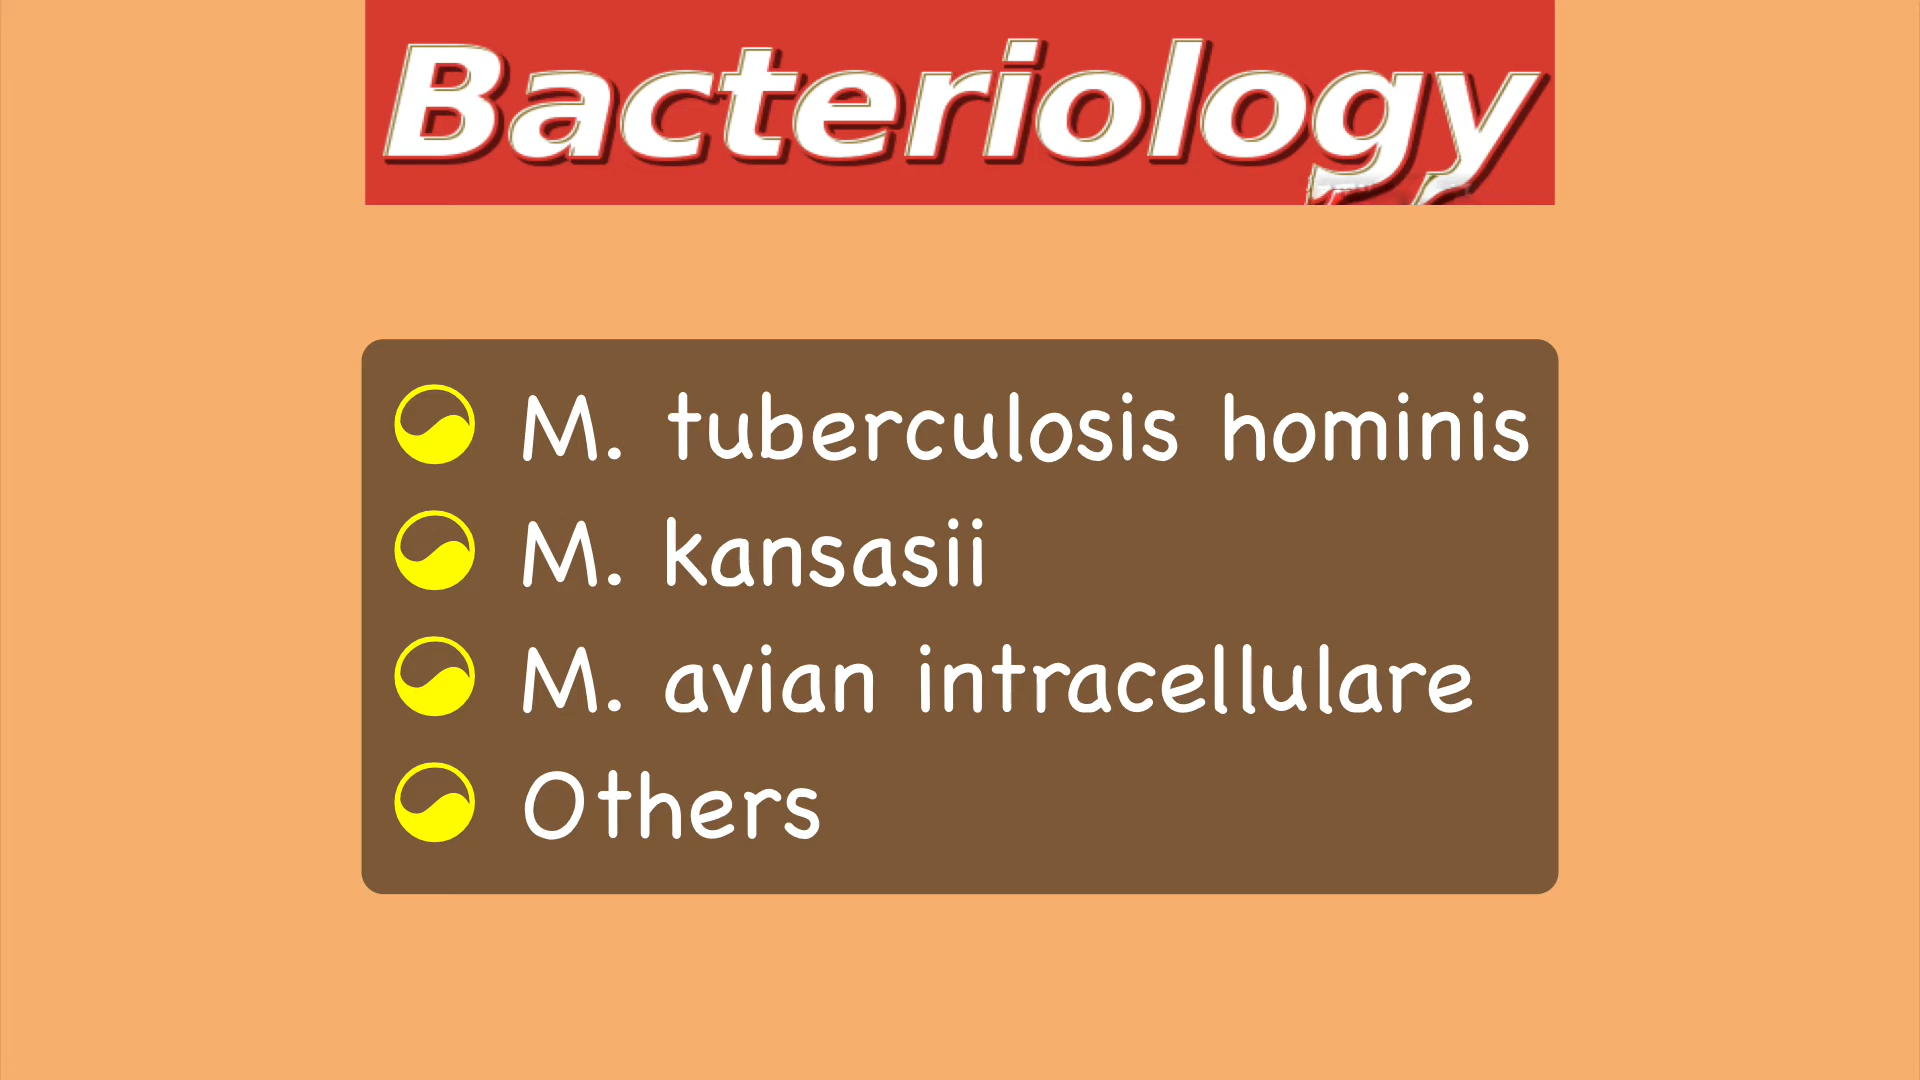 Bacteriology
M. tuberculosis hominis
M. kansasii
M. avian intracellulare
Others